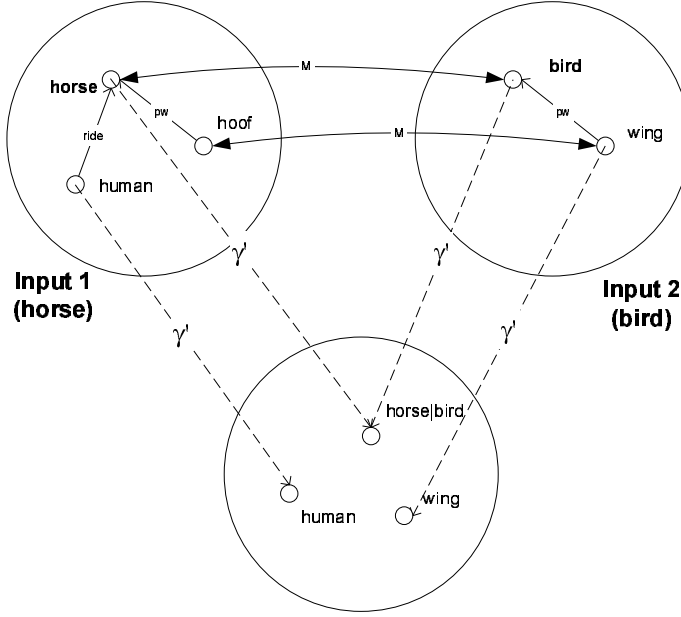 M
horse
bird
ride
pw
hoof
pw
wing
M
human
Input 1
(horse)
γ'
γ'
Input 2
(bird)
γ'
γ'
horse|bird
human
wing